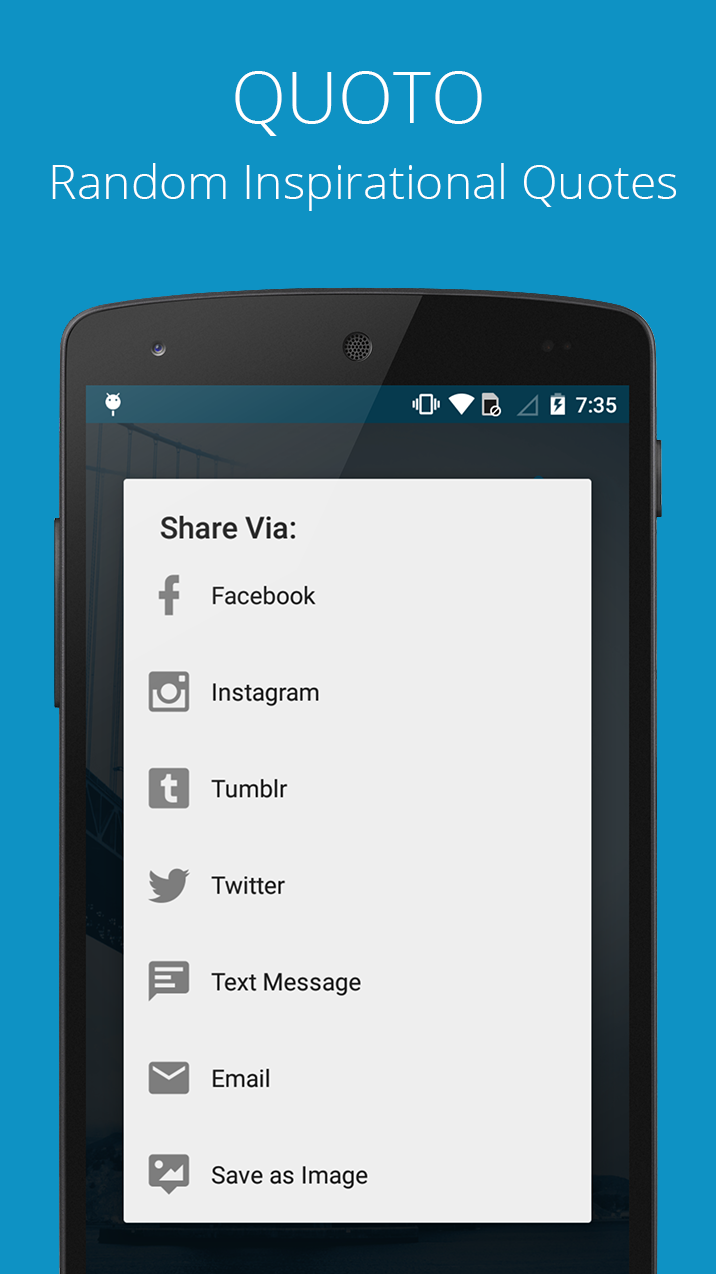 QUOTO
Random Inspirational Quotes
7:35
Share Via:
Facebook
Instagram
Tumblr
Twitter
Text Message
Email
Save as Image